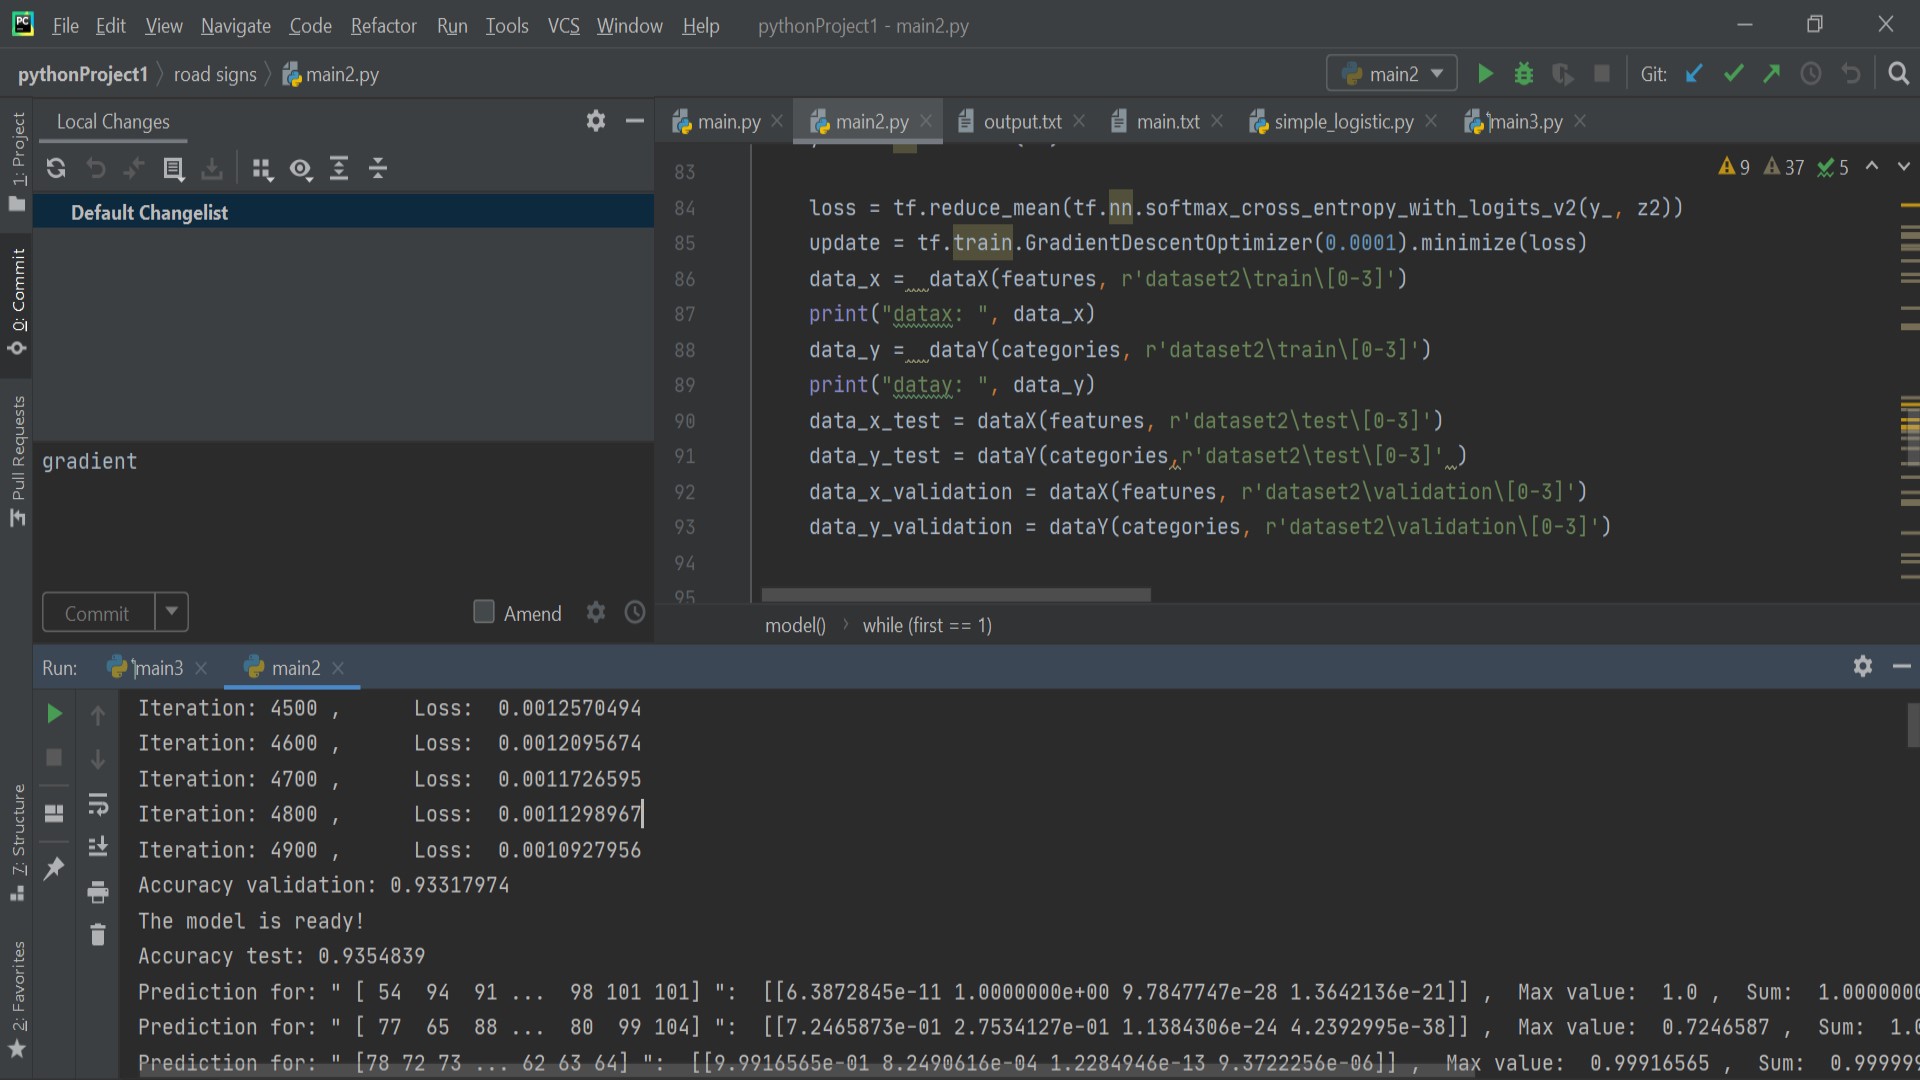 PC File Edit View Navigate Code Refactor Run Tools VCS Window Help pythonProject1 - main2.py
pythonProject1 road signs main2.py main2 Git:
Local Changes
main.py main2.py output.txt main.txt simple_logistic.py main3.py
1: Project
0: Commit
Pull Requests
7: Structure
2: Favorites
Default Changelist
gradient
Commit Amend
9 37 5
83
84 loss = tf.reduce_mean(tf.nn.softmax_cross_entropy_with_logits_v2(y_, z2))
85 update = tf.train.GradientDescentOptimizer(0.0001).minimize(loss)
86 data_x =  dataX(features, r'dataset2\train\[0-3]')
87 print("datax: ", data_x)
88 data_y =  dataY(categories, r'dataset2\train\[0-3]')
89 print("datay: ", data_y)
90 data_x_test = dataX(features, r'dataset2\test\[0-3]')
91 data_y_test = dataY(categories,r'dataset2\test\[0-3]' )
92 data_x_validation = dataX(features, r'dataset2\validation\[0-3]')
93 data_y_validation = dataY(categories, r'dataset2\validation\[0-3]')
94
95
model() while (first == 1)
Run: main3 main2
Iteration: 4500 , Loss: 0.0012570494
Iteration: 4600 , Loss: 0.0012095674
Iteration: 4700 , Loss: 0.0011726595
Iteration: 4800 , Loss: 0.0011298967
Iteration: 4900 , Loss: 0.0010927956
Accuracy validation: 0.93317974
The model is ready!
Accuracy test: 0.9354839
Prediction for: " [ 54 94 91 ... 98 101 101] ": [[6.3872845e-11 1.0000000e+00 9.7847747e-28 1.3642136e-21]] , Max value: 1.0 , Sum: 1.0000000
Prediction for: " [ 77 65 88 ... 80 99 104] ": [[7.2465873e-01 2.7534127e-01 1.1384306e-24 4.2392995e-38]] , Max value: 0.7246587 , Sum: 1.0
Prediction for: " [78 72 73 ... 62 63 64] ": [[9.9916565e-01 8.2490616e-04 1.2284946e-13 9.3722256e-06]] , Max value: 0.99916565 , Sum: 0.999999